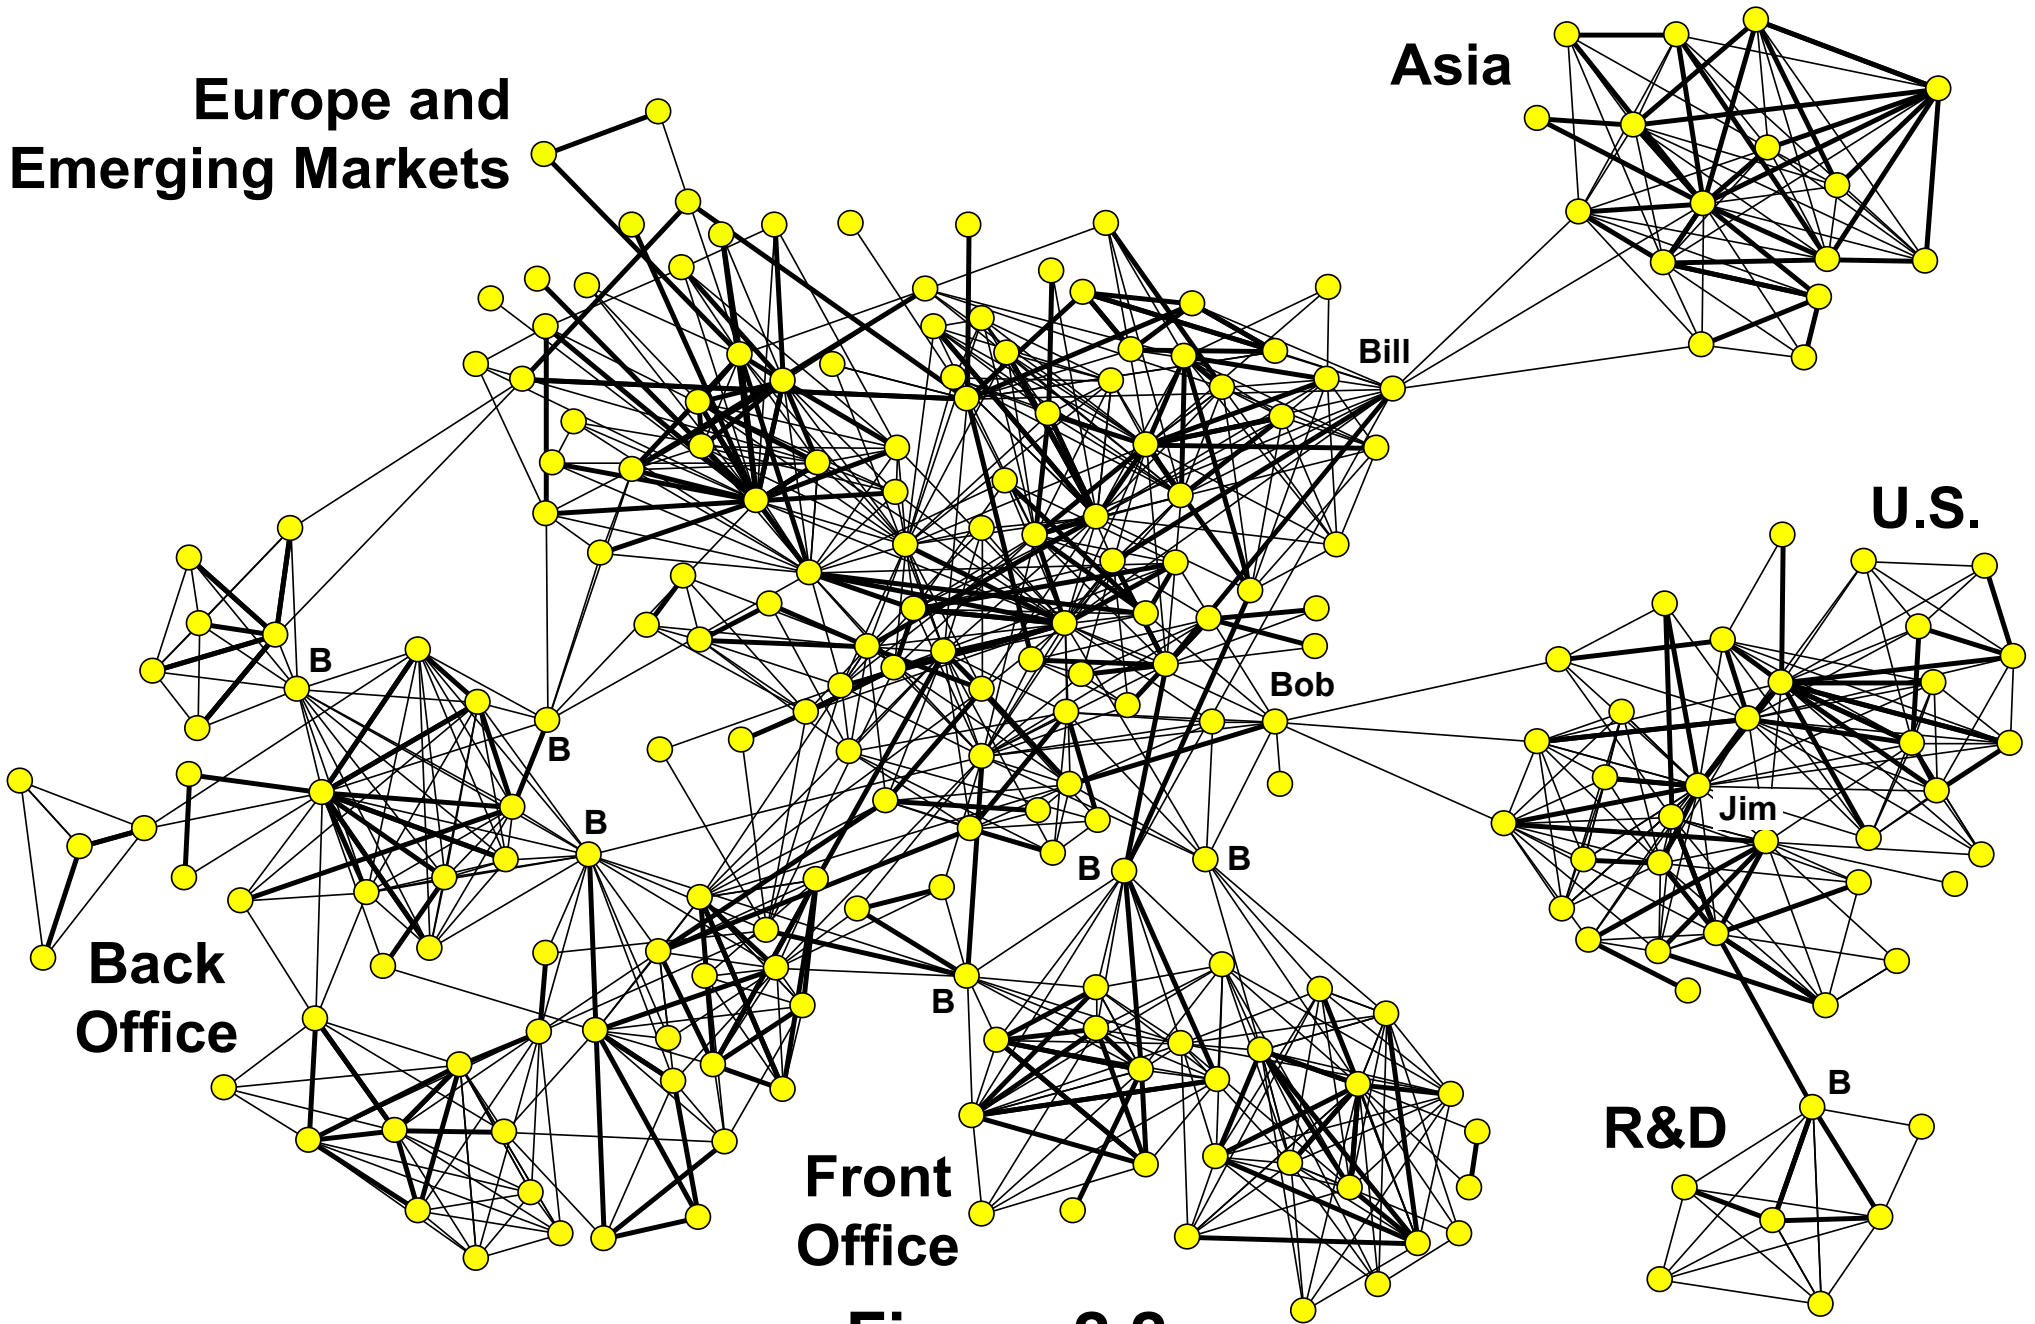 Asia
Europe and
Emerging Markets
Bill
U.S.
B
Bob
B
Jim
B
B
B
Back
Office
B
B
R&D
Front
Office